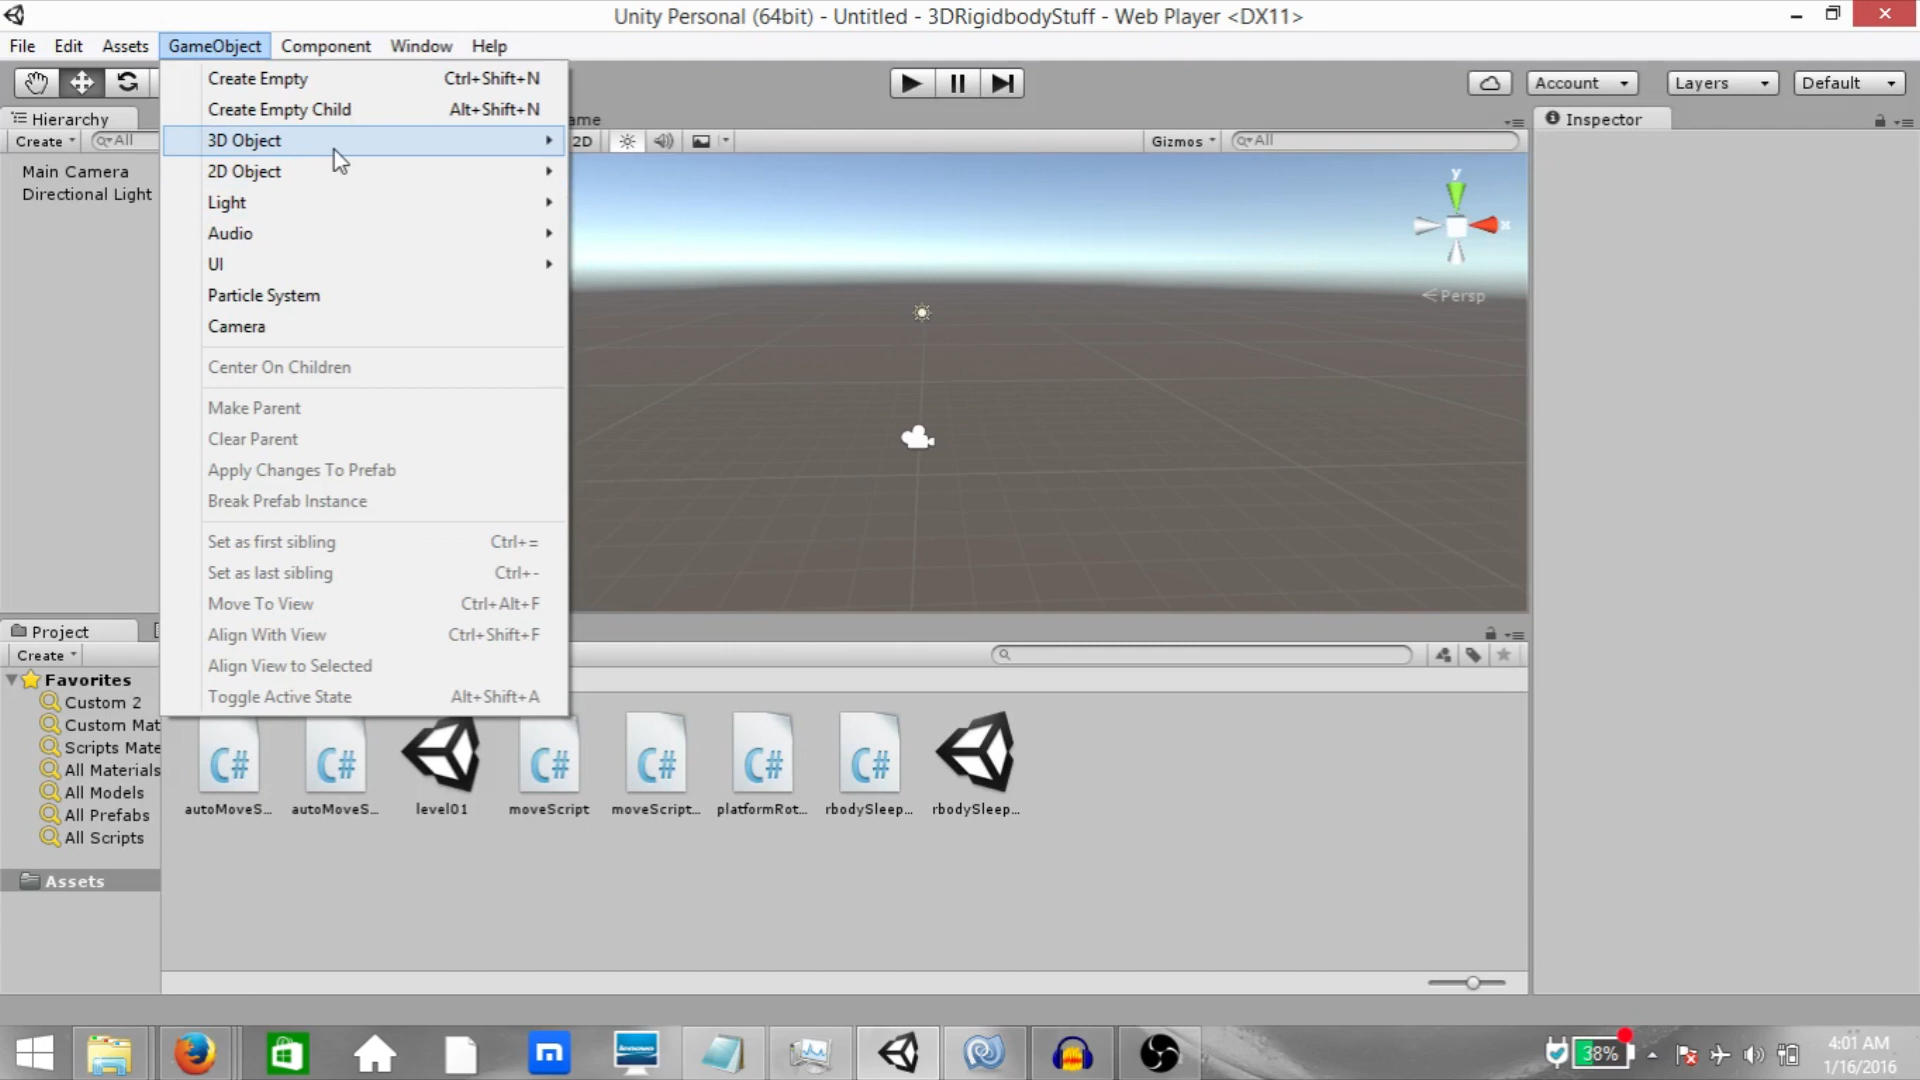 Unity Personal (64bit) - Untitled - 3DRigidbodyStuff - Web Player <DX11>
File Edit Assets GameObject Component Window Help
Create Empty Ctrl+Shift+N
Create Empty Child Alt+Shift+N
3D Object
2D Object
Light
Audio
UI
Particle System
Camera
Center On Children
Make Parent
Clear Parent
Apply Changes To Prefab
Break Prefab Instance
Set as first sibling Ctrl+=
Set as last sibling Ctrl+-
Move To View Ctrl+Alt+F
Align With View Ctrl+Shift+F
Align View to Selected
Toggle Active State Alt+Shift+A
Account Layers Default
Hierarchy
Create All
Main Camera
Directional Light
ame
2D Gizmos All
y
x
Persp
Inspector
Project
Create
Favorites
Custom 2
Custom Mat
Scripts Mate
All Materials
All Models
All Prefabs
All Scripts
Assets
C# C# C# C# C# C#
autoMoveS... autoMoveS... level01 moveScript moveScript... platformRot... rbodySleep... rbodySleep...
38%
4:01 AM
1/16/2016